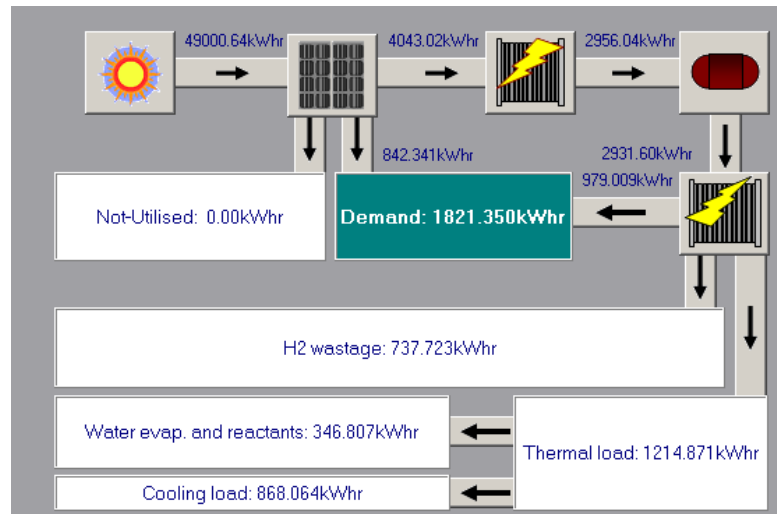 49000.64kWhr
4043.02kWhr
2956.04kWhr
842.341kWhr
2931.60kWhr
979.009kWhr
Not-Utilised: 0.00kWhr
Demand: 1821.350kWhr
H2 wastage: 737.723kWhr
Water evap. and reactants: 346.807kWhr
Thermal load: 1214.871kWhr
Cooling load: 868.064kWhr